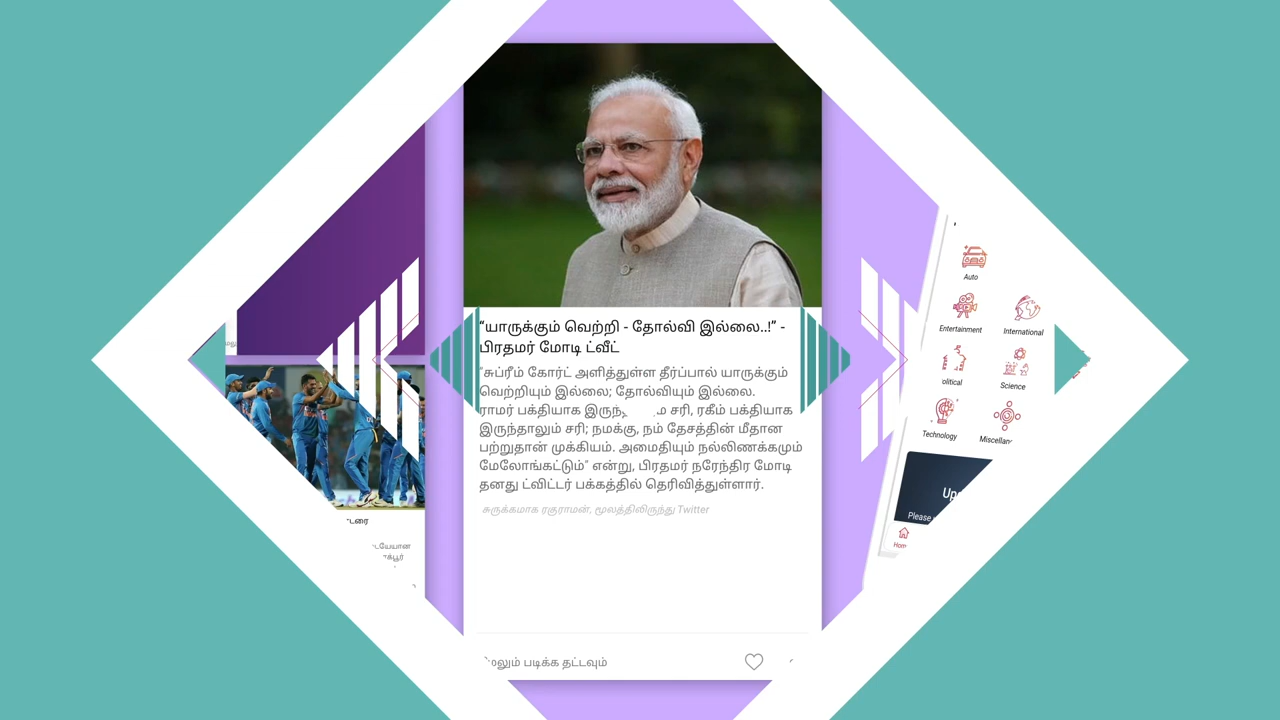 “யாருக்கும் வெற்றி - தோல்வி இல்லை..!” -
பிரதமர் மோடி ட்வீட்
"சுப்ரீம் கோர்ட் அளித்துள்ள தீர்ப்பால் யாருக்கும்
வெற்றியும் இல்லை; தோல்வியும் இல்லை.
ராமர் பக்தியாக சரி, ரகீம் பக்தியாக
இருந்தாலும் சரி; நமக்கு, நம் தேசத்தின் மீதான
பற்றுதான் முக்கியம். அமைதியும் நல்லிணக்கமும்
மேலோங்கட்டும்" என்று, பிரதமர் நரேந்திர மோடி
தனது ட்விட்டர் பக்கத்தில் தெரிவித்துள்ளார்.
சுருக்கமாக ரகுராமன், மூலத்திலிருந்து Twitter
படிக்க தட்டவும்
Auto
Entertainment
International
Science
Technology
Please